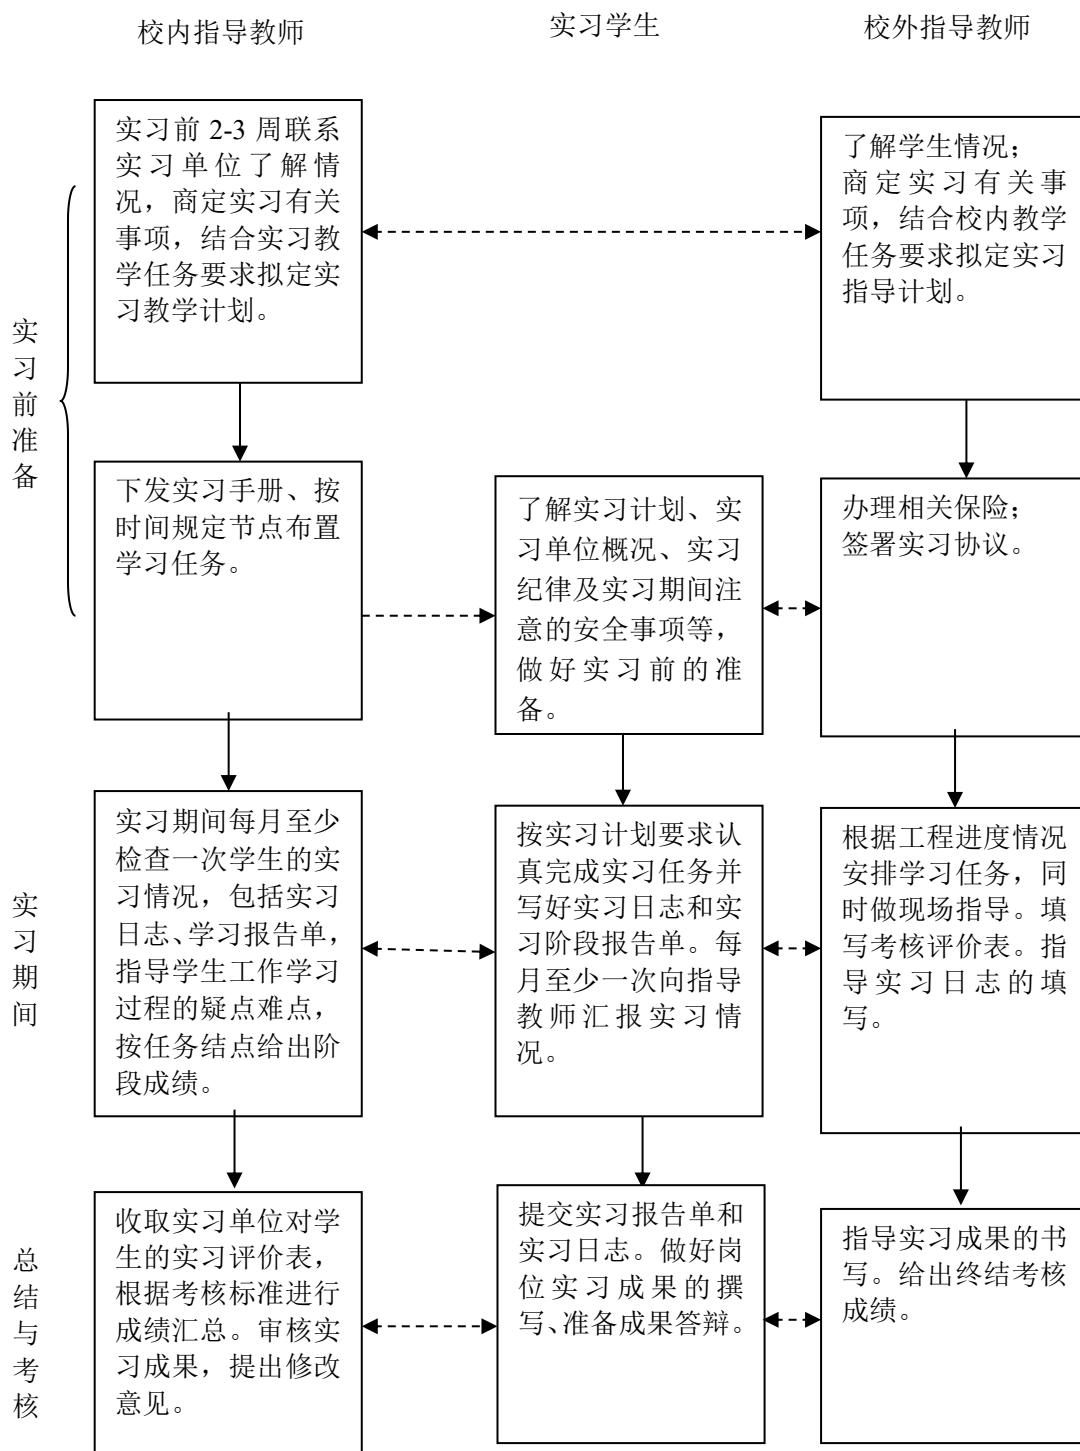 校内指导教师
实习学生
校外指导教师
实习前准备
实习前 2-3 周联系
实习单位了解情
况，商定实习有关
事项，结合实习教
学任务要求拟定实
习教学计划。
了解学生情况；
商定实习有关事
项，结合校内教学
任务要求拟定实习
指导计划。
下发实习手册、按
时间规定节点布置
学习任务。
了解实习计划、实
习单位概况、实习
纪律及实习期间注
意的安全事项等，
做好实习前的准
备。
办理相关保险；
签署实习协议。
实习期间
实习期间每月至少
检查一次学生的实
习情况，包括实习
日志、学习报告单，
指导学生工作学习
过程的疑点难点，
按任务结点给出阶
段成绩。
按实习计划要求认
真完成实习任务并
写好实习日志和实
习阶段报告单。每
月至少一次向指导
教师汇报实习情
况。
根据工程进度情况
安排学习任务，同
时做现场指导。填
写考核评价表。指
导实习日志的填
写。
总结与考核
收取实习单位对学
生的实习评价表，
根据考核标准进行
成绩汇总。审核实
习成果，提出修改
意见。
提交实习报告单和
实习日志。做好岗
位实习成果的撰
写、准备成果答辩。
指导实习成果的书
写。给出终结考核
成绩。